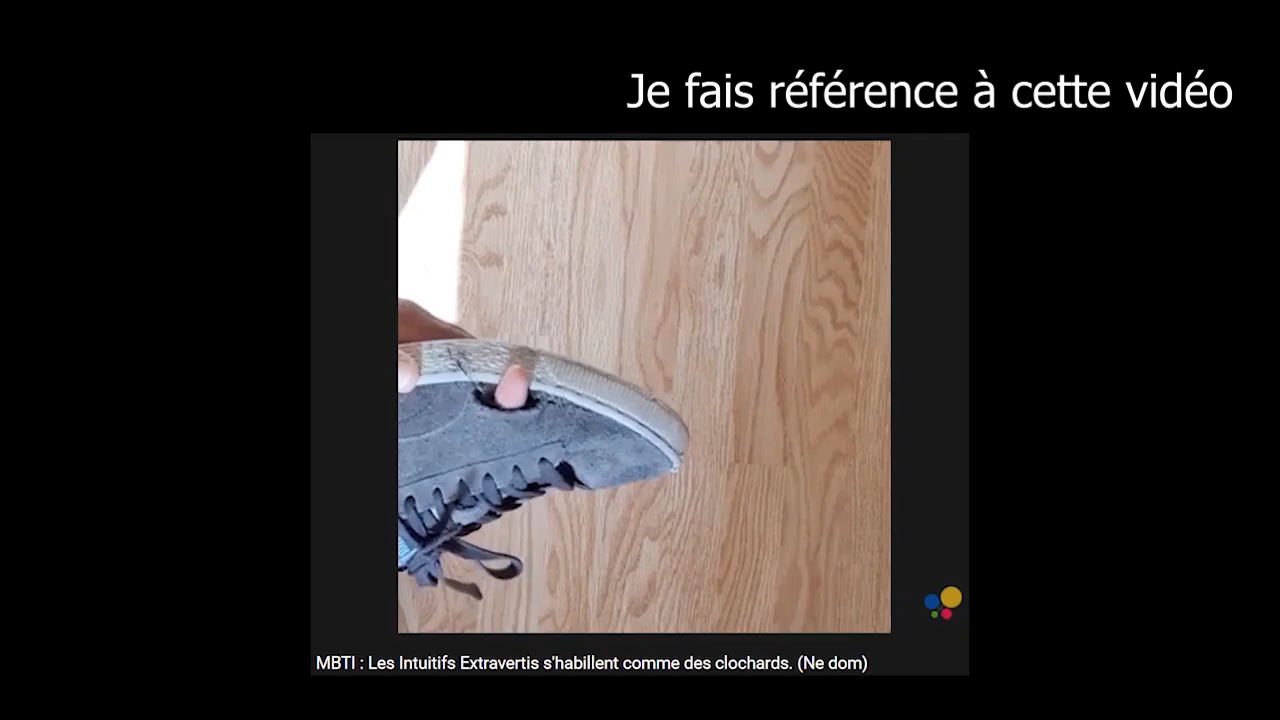 Je fais référence à cette vidéo
MBTI : Les Intuitifs Extravertis s'habillent comme des clochards. (Ne dom)